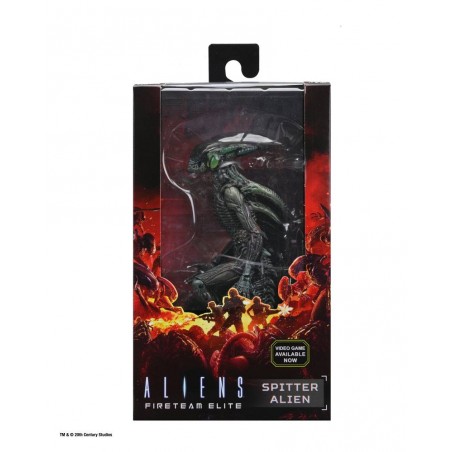 VIDEO GAME
AVAILABLE
NOW
ALIENS
FIRETEAM ELITE
SPITTER
ALIEN
TM & © 20th Century Studios